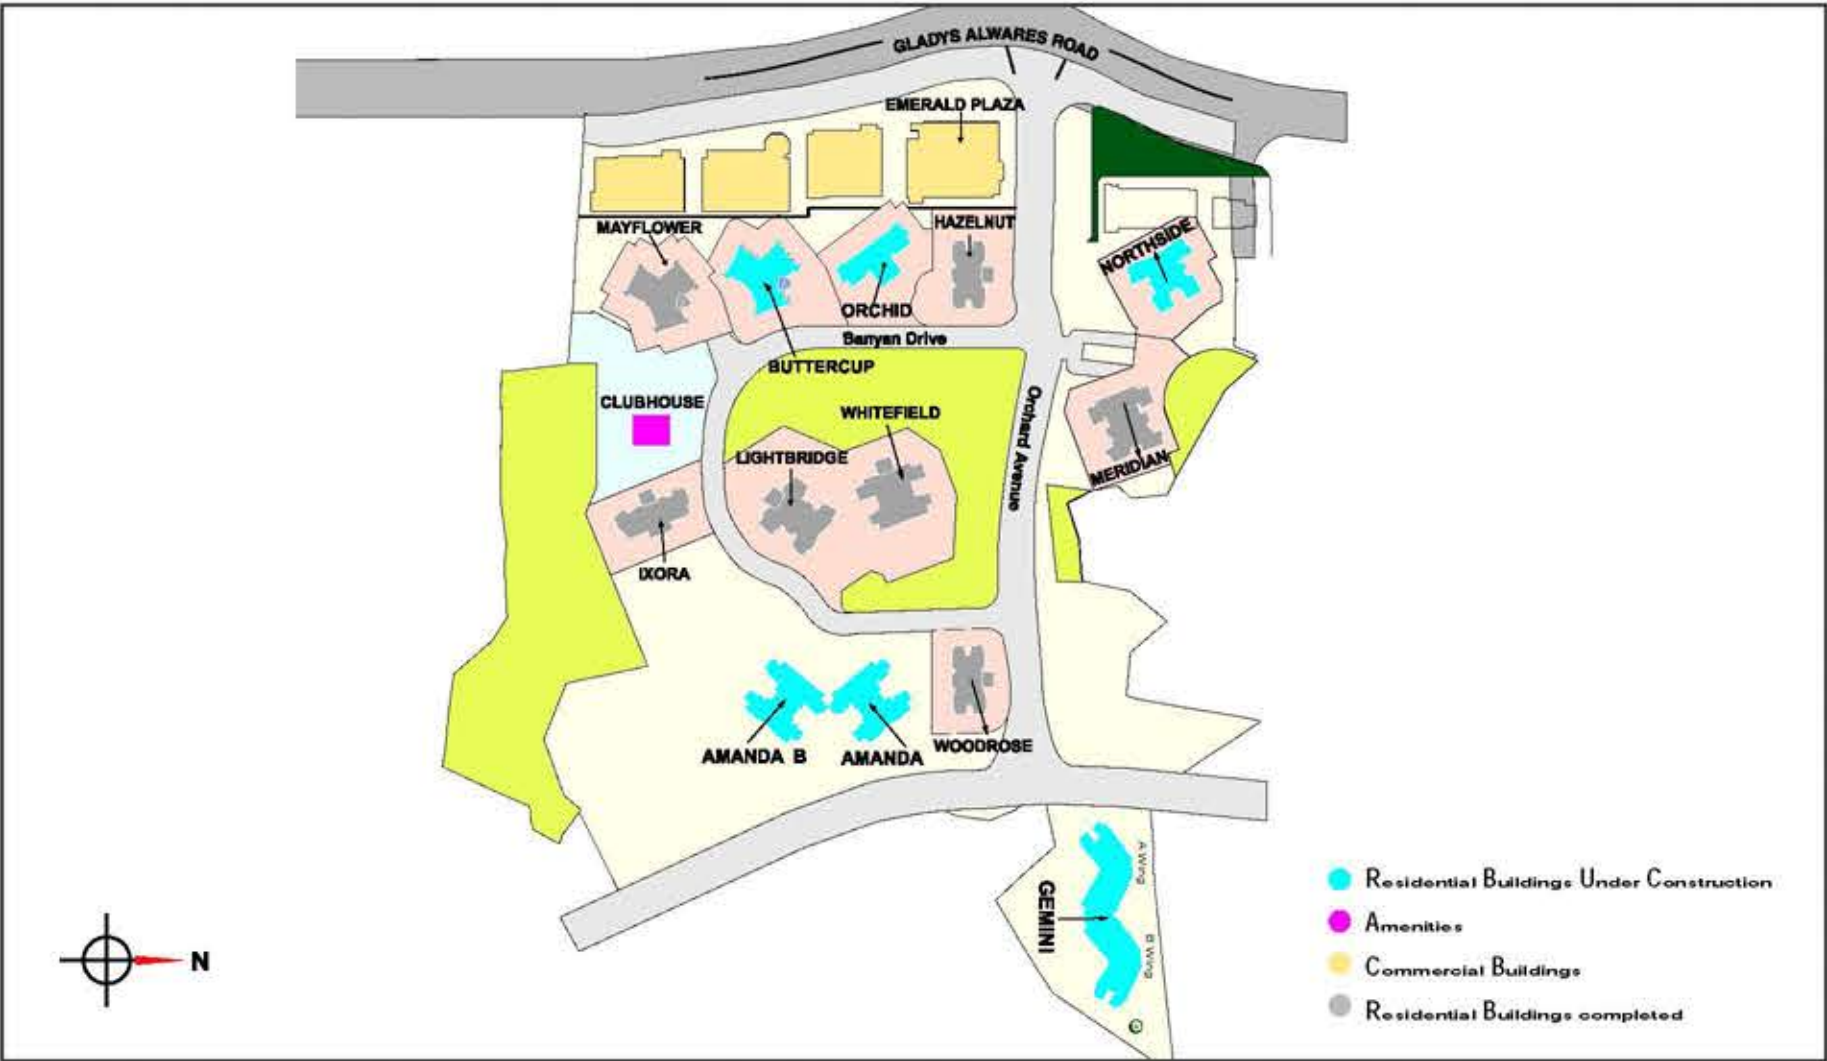 GLADYS ALWARES ROAD
EMERALD PLAZA
MAYFLOWER
HAZELNUT
NORTHSIDE
ORCHID
Banyan Drive
BUTTERCUP
CLUBHOUSE
WHITEFIELD
Orchard Avenue
LIGHTBRIDGE
MERIDIAN
IXORA
AMANDA B
AMANDA
WOODROSE
A Wing
GEMINI
B Wing
N
Residential Buildings Under Construction
Amenities
Commercial Buildings
Residential Buildings completed